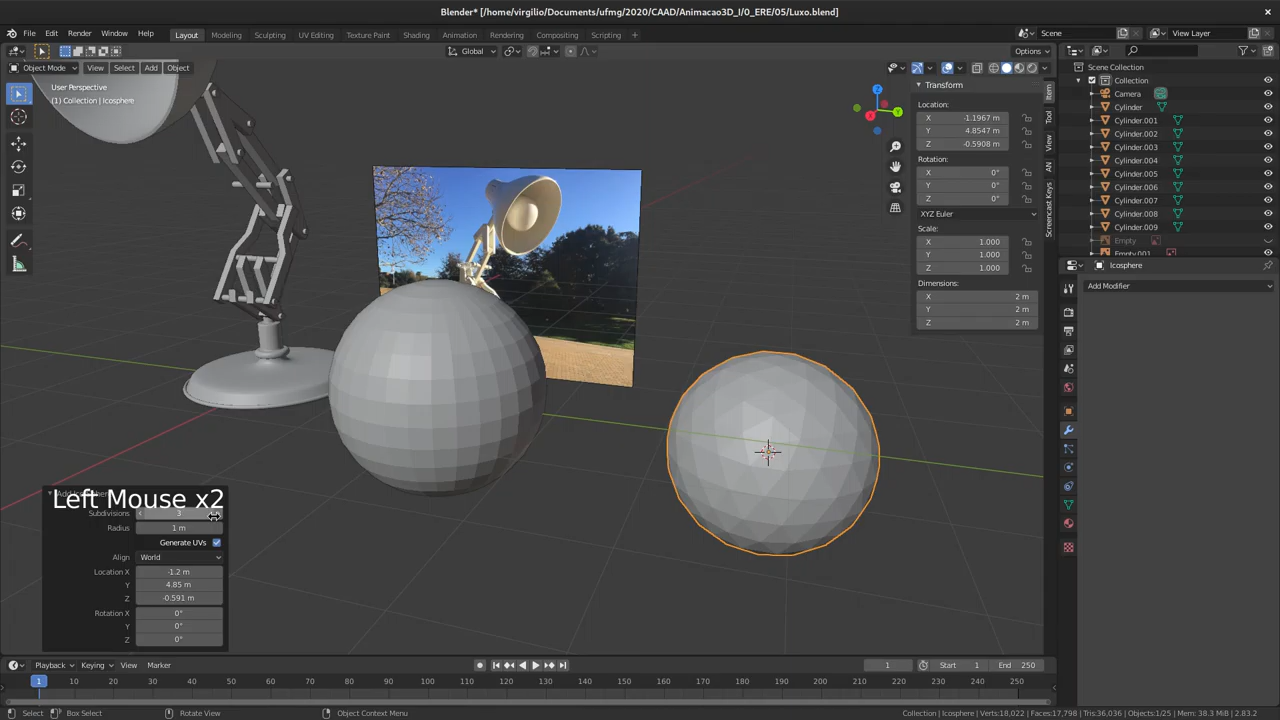 Blender* [/home/virgilio/Documents/ufmg/2020/CAAD/Animacao3D_I/0_ERE/05/Luxo.blend]
File Edit Render Window Help Layout Modeling Sculpting UV Editing Texture Paint Shading Animation Rendering Compositing Scripting + Scene View Layer
Global Options
Object Mode View Select Add Object
User Perspective
(1) Collection | Icosphere
Z
Y
X
Transform
Location:
X -1.1967 m
Y 4.8547 m
Z -0.5908 m
Rotation:
X 0°
Y 0°
Z 0°
XYZ Euler
Scale:
X 1.000
Y 1.000
Z 1.000
Dimensions:
X 2 m
Y 2 m
Z 2 m
Item
Tool
View
AN
Screencast Keys
Scene Collection
Collection
Camera
Cylinder
Cylinder.001
Cylinder.002
Cylinder.003
Cylinder.004
Cylinder.005
Cylinder.006
Cylinder.007
Cylinder.008
Cylinder.009
Empty
Empty.001
Icosphere
Add Modifier
Left Mouse x2
Subdivisions 3
Radius 1 m
Generate UVs
Align World
Location X -1.2 m
Y 4.85 m
Z -0.591 m
Rotation X 0°
Y 0°
Z 0°
Playback Keying View Marker 1 Start 1 End 250
1 10 20 30 40 50 60 70 80 90 100 110 120 130 140 150 160 170 180 190 200 210 220 230 240 250
Select Box Select Rotate View Object Context Menu Collection | Icosphere | Verts:18,022 | Faces:17,798 | Tris:36,036 | Objects:1/25 | Mem: 38.3 MiB | 2.83.2